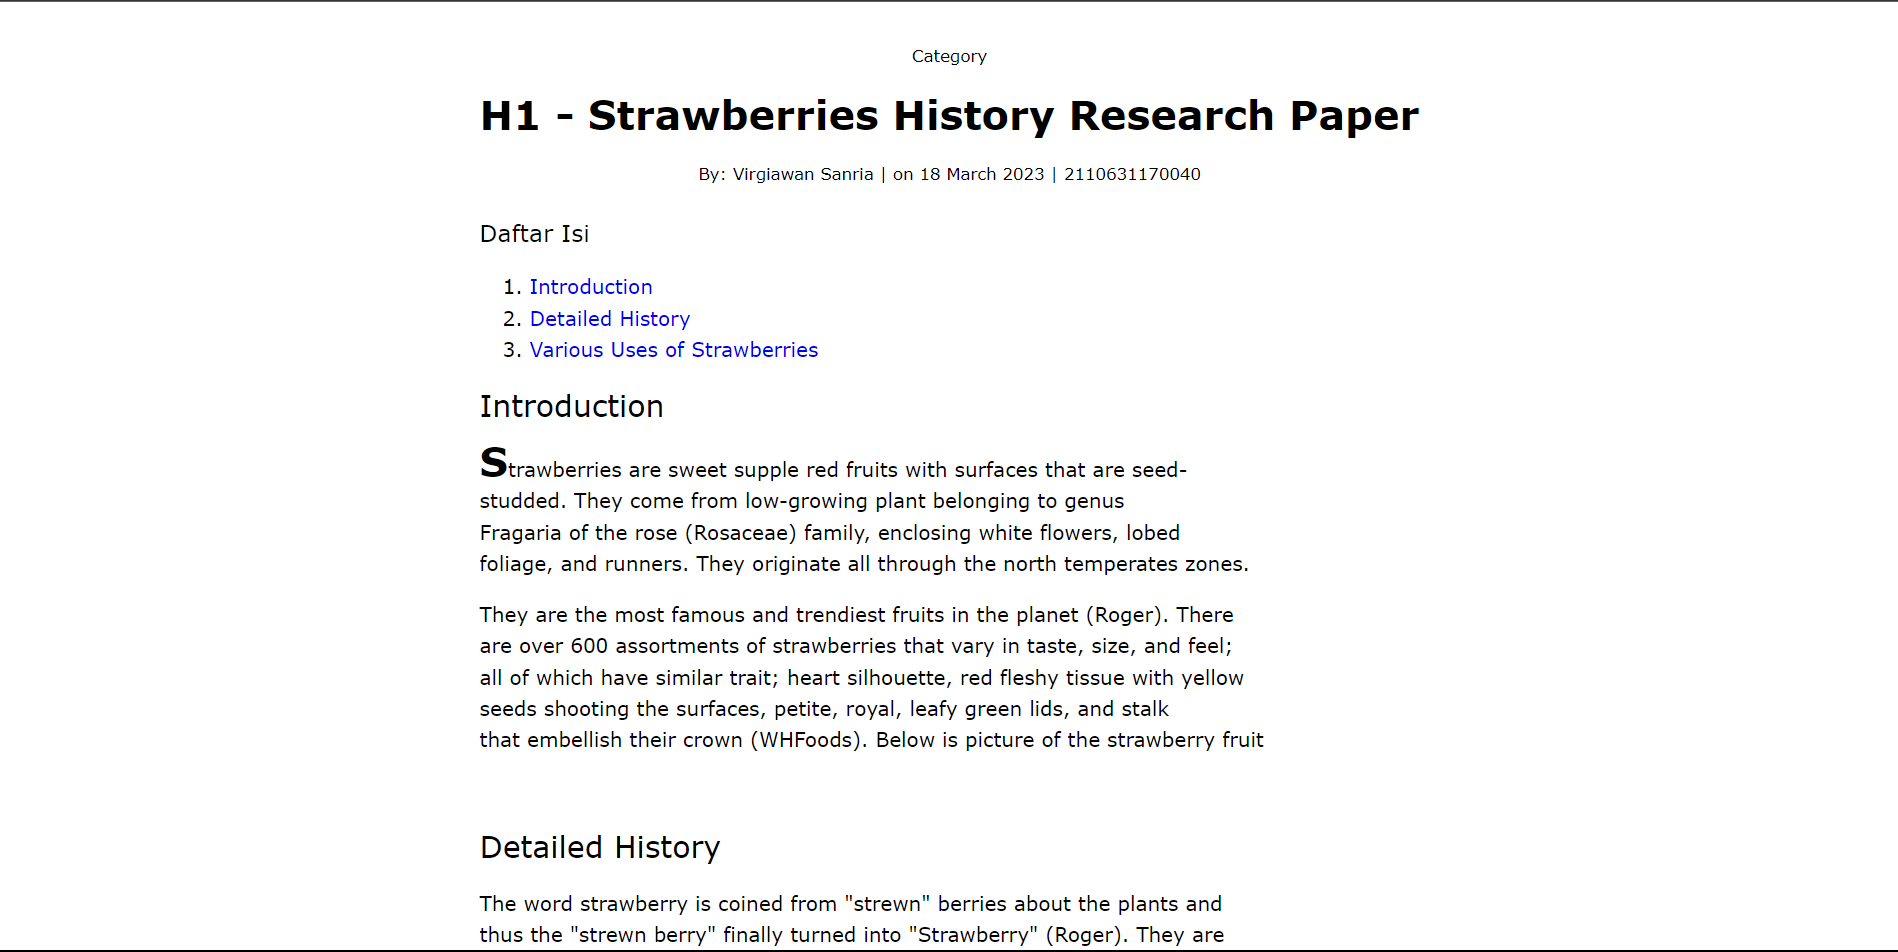 Category
H1 - Strawberries History Research Paper
By: Virgiawan Sanria | on 18 March 2023 | 2110631170040
Daftar Isi
1. Introduction
2. Detailed History
3. Various Uses of Strawberries
Introduction
Strawberries are sweet supple red fruits with surfaces that are seed-
studded. They come from low-growing plant belonging to genus
Fragaria of the rose (Rosaceae) family, enclosing white flowers, lobed
foliage, and runners. They originate all through the north temperates zones.
They are the most famous and trendiest fruits in the planet (Roger). There
are over 600 assortments of strawberries that vary in taste, size, and feel;
all of which have similar trait; heart silhouette, red fleshy tissue with yellow
seeds shooting the surfaces, petite, royal, leafy green lids, and stalk
that embellish their crown (WHFoods). Below is picture of the strawberry fruit
Detailed History
The word strawberry is coined from "strewn" berries about the plants and
thus the "strewn berry" finally turned into "Strawberry" (Roger). They are